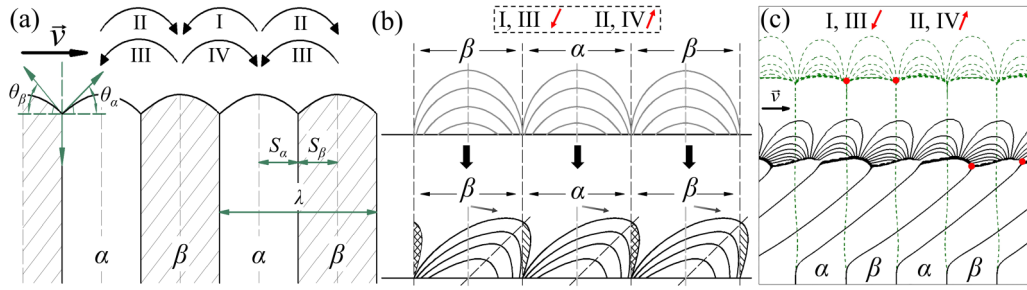 (a)
II I II
III IV III
v⃗
θβ θα
Sα Sβ
λ
α β α β
(b)
I, III II, IV
β α β
β α β
(c)
I, III II, IV
v⃗
α β α β